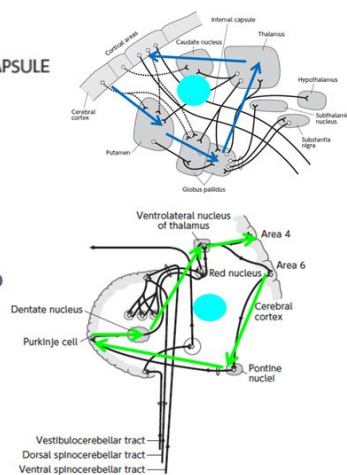 APSULE
Internal capsule
Cortical areas
Caudate nucleus
Thalamus
Hypothalamus
Cerebral
cortex
Subthalamic
nucleus
Substantia
nigra
Putamen
Globus pallidus
Ventrolateral nucleus
of thalamus
Area 4
Red nucleus
Area 6
Dentate nucleus
Cerebral
cortex
Purkinje cell
Pontine
nuclei
Vestibulocerebellar tract
Dorsal spinocerebellar tract
Ventral spinocerebellar tract